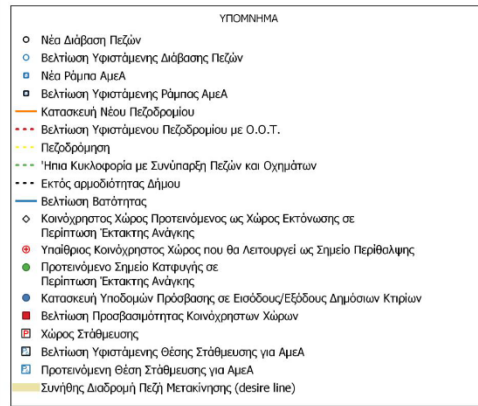 ΥΠΟΜΝΗΜΑ
Νέα Διάβαση Πεζών
Βελτίωση Υφιστάμενης Διάβασης Πεζών
Νέα Ράμπα ΑμεΑ
Βελτίωση Υφιστάμενης Ράμπας ΑμεΑ
Κατασκευή Νέου Πεζοδρομίου
Βελτίωση Υφιστάμενου Πεζοδρομίου με Ο.Ο.Τ.
Πεζοδρόμηση
Ήπια Κυκλοφορία με Συνύπαρξη Πεζών και Οχημάτων
Εκτός αρμοδιότητας Δήμου
Βελτίωση Βατότητας
Κοινόχρηστος Χώρος Προτεινόμενος ως Χώρος Εκτόνωσης σε
Περίπτωση Έκτακτης Ανάγκης
Υπαίθριος Κοινόχρηστος Χώρος που θα Λειτουργεί ως Σημείο Περίθαλψης
Προτεινόμενο Σημείο Κατφυγής σε
Περίπτωση Έκτακτης Ανάγκης
Κατασκευή Υποδομών Πρόσβασης σε Εισόδους/Εξόδους Δημόσιων Κτιρίων
Βελτίωση Προσβασιμότητας Κοινόχρηστων Χώρων
P Χώρος Στάθμευσης
P Βελτίωση Υφιστάμενης Θέσης Στάθμευσης για ΑμεΑ
P Προτεινόμενη Θέση Στάθμευσης για ΑμεΑ
Συνήθης Διαδρομή Πεζή Μετακίνησης (desire line)